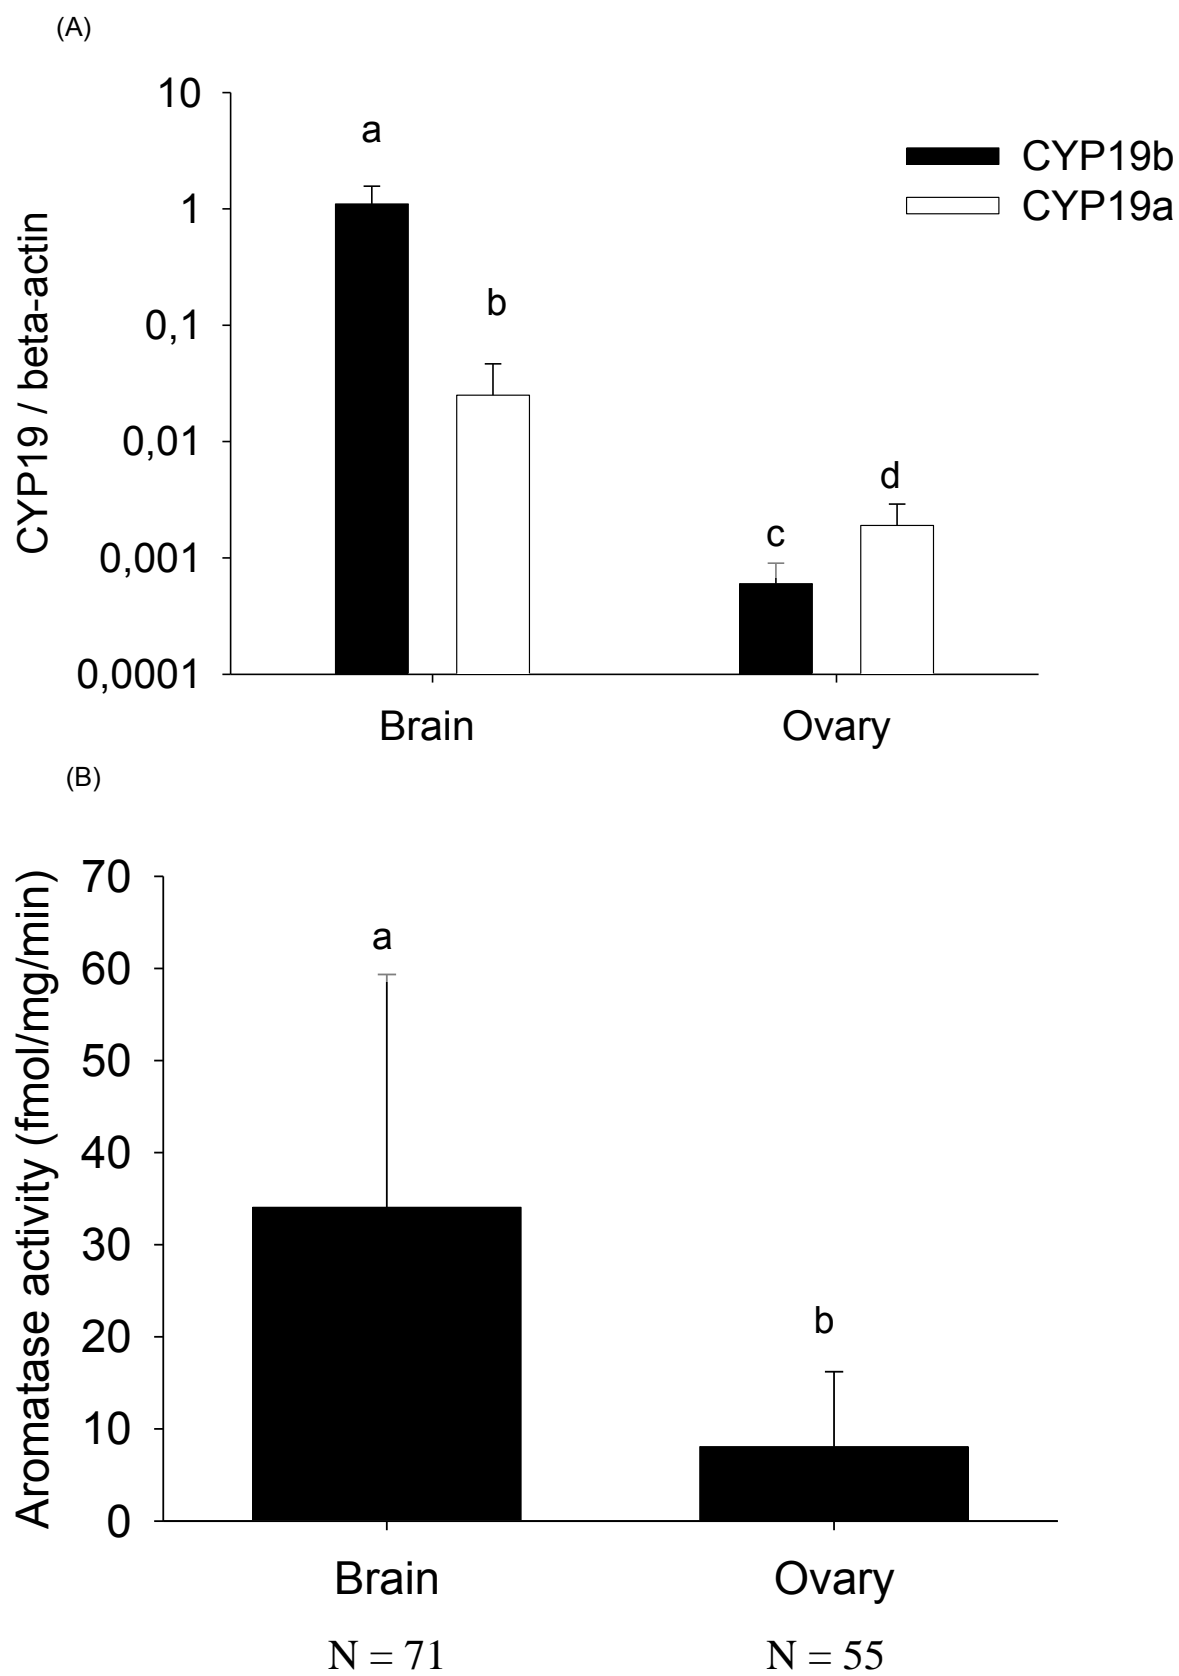 (A)
CYP19 / beta-actin
10
1
0,1
0,01
0,001
0,0001
a
b
c
d
CYP19b
CYP19a
Brain
Ovary
(B)
Aromatase activity (fmol/mg/min)
70
60
50
40
30
20
10
0
a
b
Brain
Ovary
N = 71
N = 55